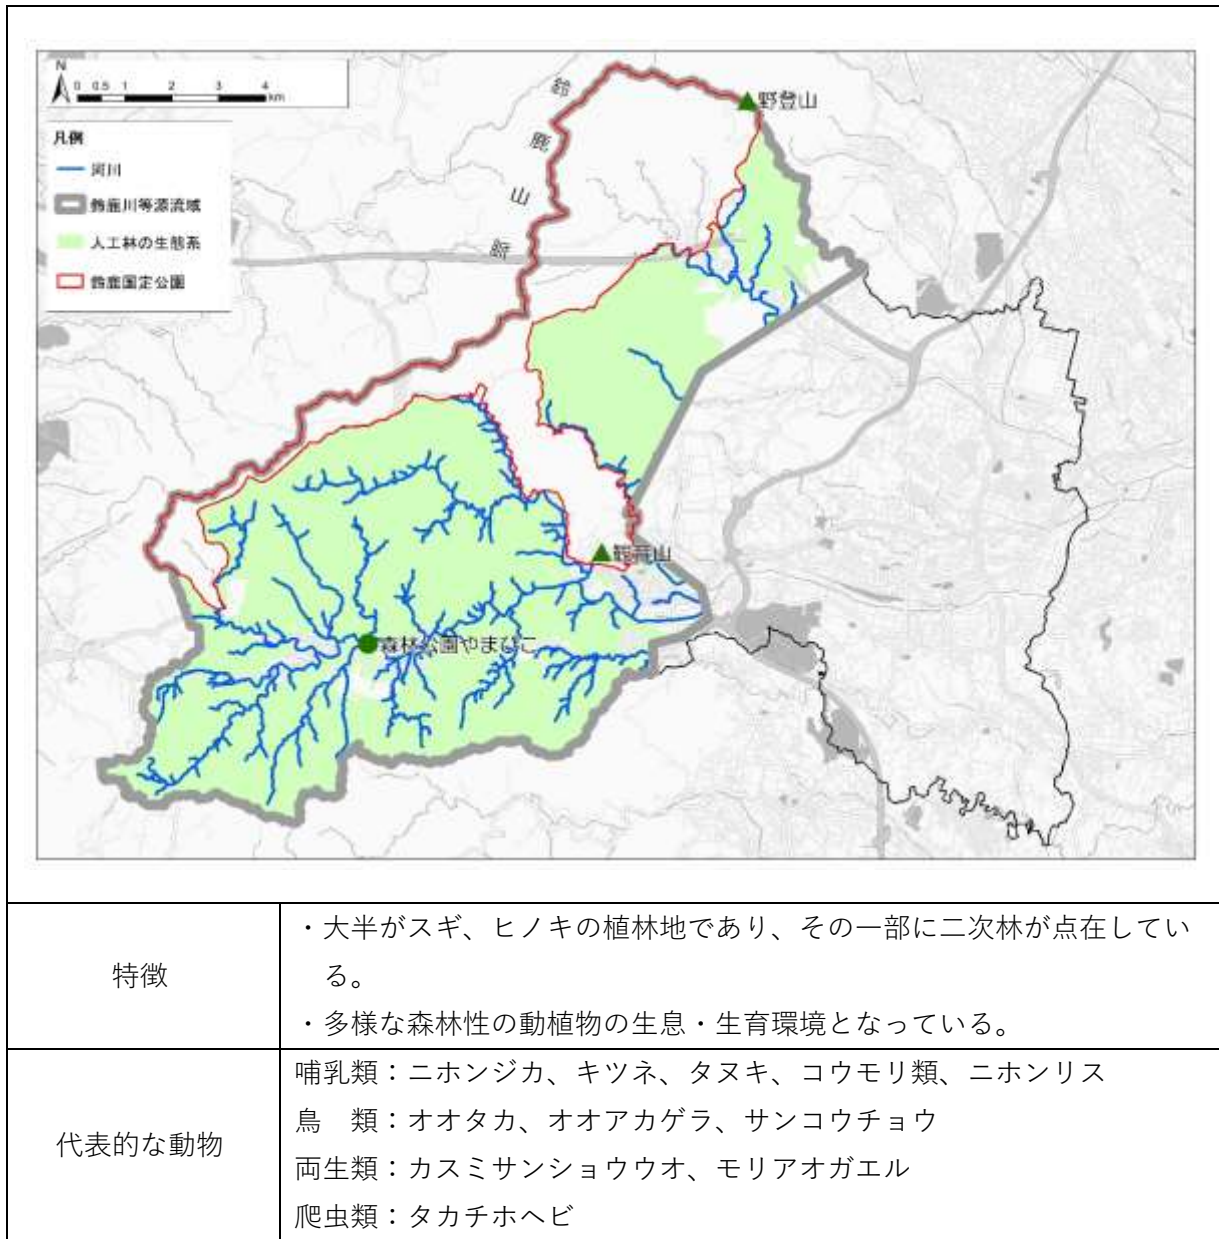 N
0 0.5 1 2 3 4
km
凡例
河川
鈴鹿川等源流域
人工林の生態系
鈴鹿国定公園
鈴鹿山脈
野登山
観音山
森林公園やまびこ
特徴
・大半がスギ、ヒノキの植林地であり、その一部に二次林が点在してい
る。
・多様な森林性の動植物の生息・生育環境となっている。
代表的な動物
哺乳類：ニホンジカ、キツネ、タヌキ、コウモリ類、ニホンリス
鳥　類：オオタカ、オオアカゲラ、サンコウチョウ
両生類：カスミサンショウウオ、モリアオガエル
爬虫類：タカチホヘビ